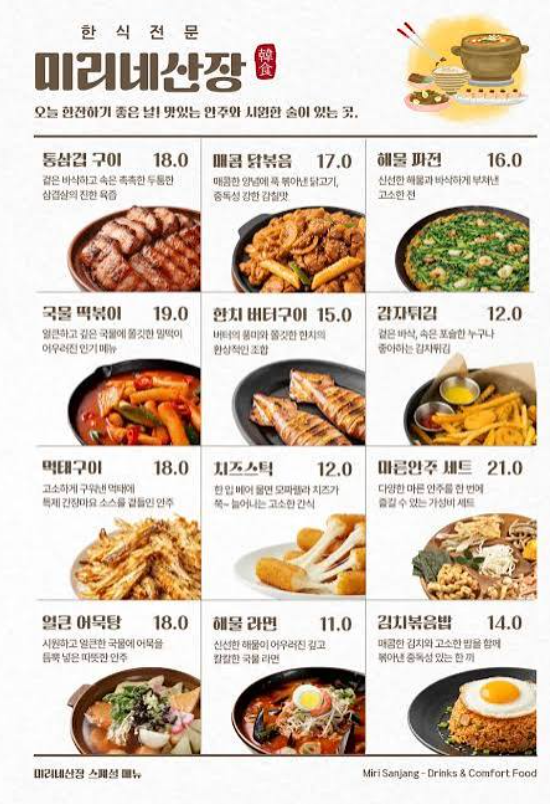 한식전문
미리네산장
韓食
오늘 한잔하기 좋은 날! 맛있는 안주와 시원한 술이 있는 곳.
통삼겹 구이 18.0
겉은 바삭하고 속은 촉촉한 두툼한
삼겹살의 진한 육즙
매콤 닭볶음 17.0
매콤한 양념에 푹 볶아낸 닭고기,
중독성 강한 감칠맛
해물 파전 16.0
신선한 해물과 바삭하게 부쳐낸
고소한 전
국물 떡볶이 19.0
얼큰하고 깊은 국물에 쫄깃한 밀떡이
어우러진 인기 메뉴
한치 버터구이 15.0
버터의 풍미와 쫄깃한 한치의
환상적인 조합
감자튀김 12.0
겉은 바삭, 속은 포슬한 누구나
좋아하는 감자튀김
먹태구이 18.0
고소하게 구워낸 먹태에
특제 간장마요 소스를 곁들인 안주
치즈스틱 12.0
한 입 베어 물면 모짜렐라 치즈가
쭉~ 늘어나는 고소한 간식
마른안주 세트 21.0
다양한 마른 안주를 한 번에
즐길 수 있는 가성비 세트
얼큰 어묵탕 18.0
시원하고 얼큰한 국물에 어묵을
듬뿍 넣은 따뜻한 안주
해물 라면 11.0
신선한 해물이 어우러진 깊고
칼칼한 국물 라면
김치볶음밥 14.0
매콤한 김치와 고소한 밥을 함께
볶아낸 중독성 있는 한 끼
미리네산장 스페셜 메뉴
Miri Sanjang - Drinks & Comfort Food